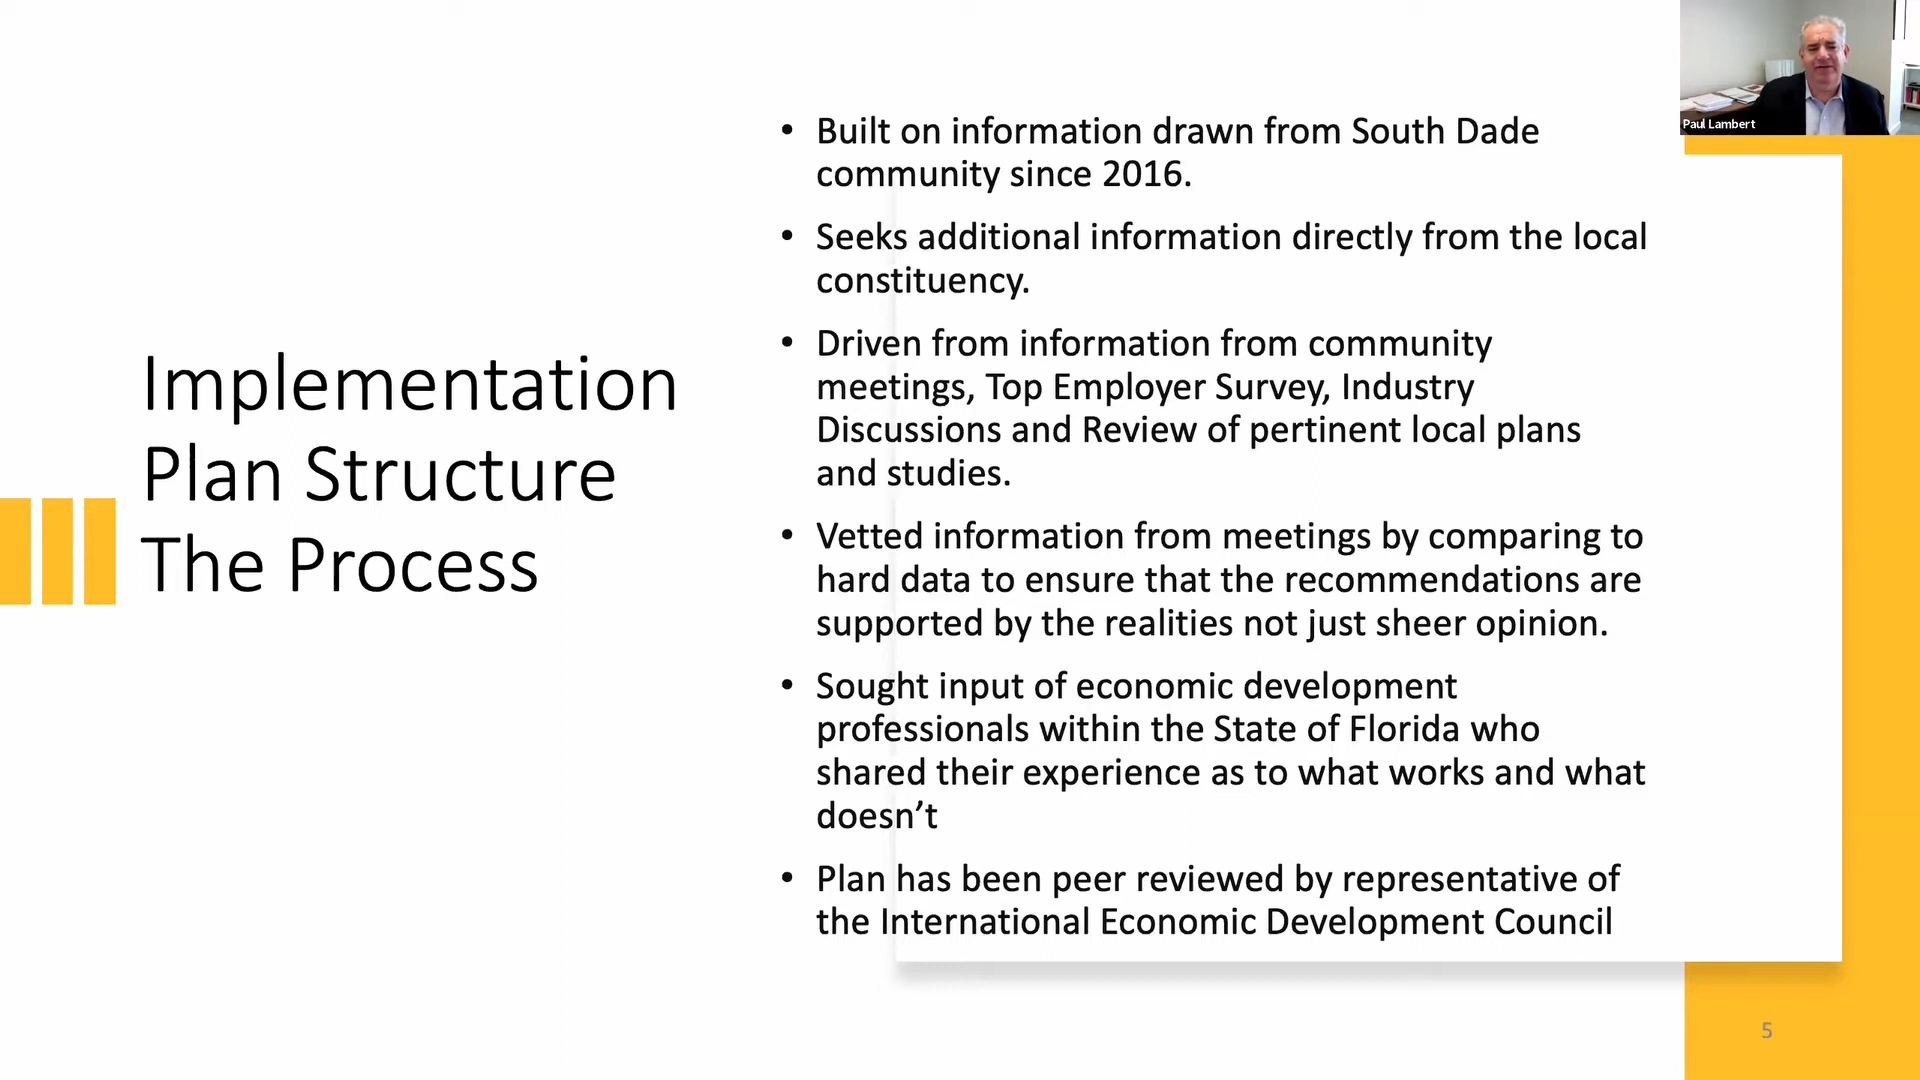 Paul Lambert
Implementation
Plan Structure
The Process
• Built on information drawn from South Dade
community since 2016.
• Seeks additional information directly from the local
constituency.
• Driven from information from community
meetings, Top Employer Survey, Industry
Discussions and Review of pertinent local plans
and studies.
• Vetted information from meetings by comparing to
hard data to ensure that the recommendations are
supported by the realities not just sheer opinion.
• Sought input of economic development
professionals within the State of Florida who
shared their experience as to what works and what
doesn’t
• Plan has been peer reviewed by representative of
the International Economic Development Council
5